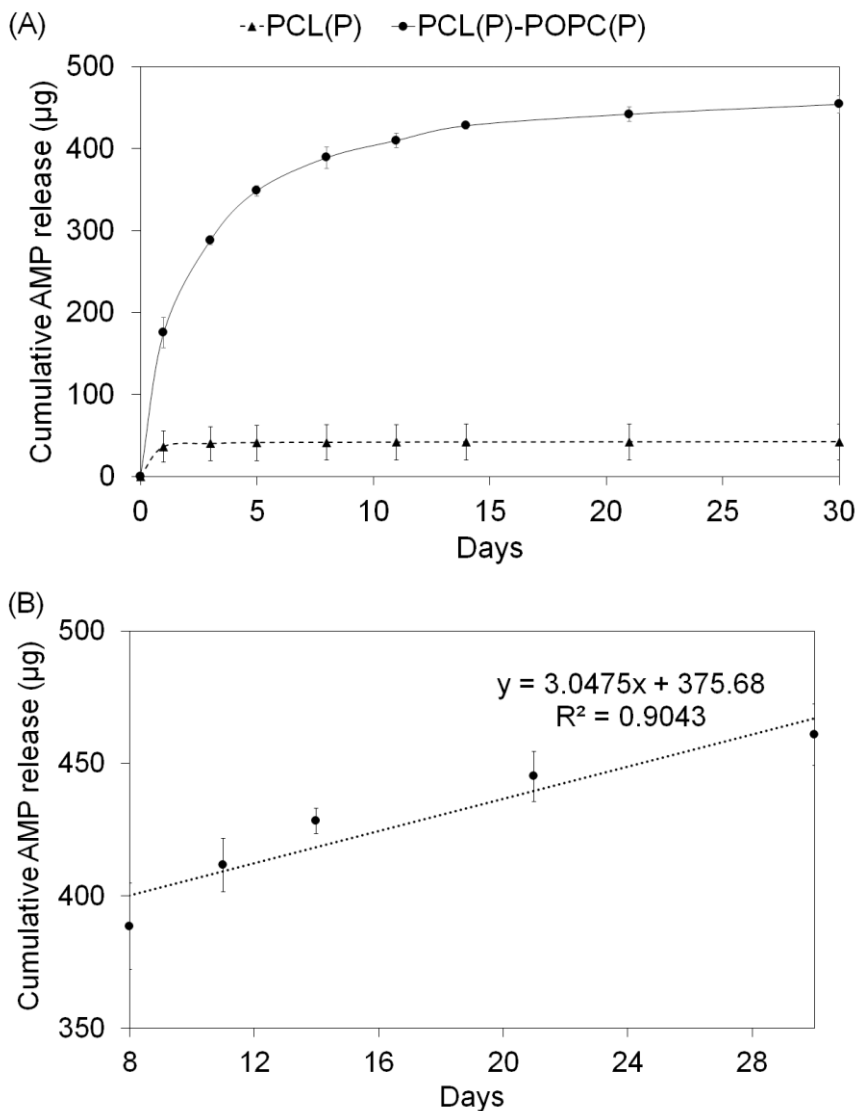 (A)
PCL(P) PCL(P)-POPC(P)
Cumulative AMP release (µg)
500
400
300
200
100
0
0 5 10 15 20 25 30
Days
(B)
Cumulative AMP release (µg)
500
450
400
350
y = 3.0475x + 375.68
R² = 0.9043
8 12 16 20 24 28
Days